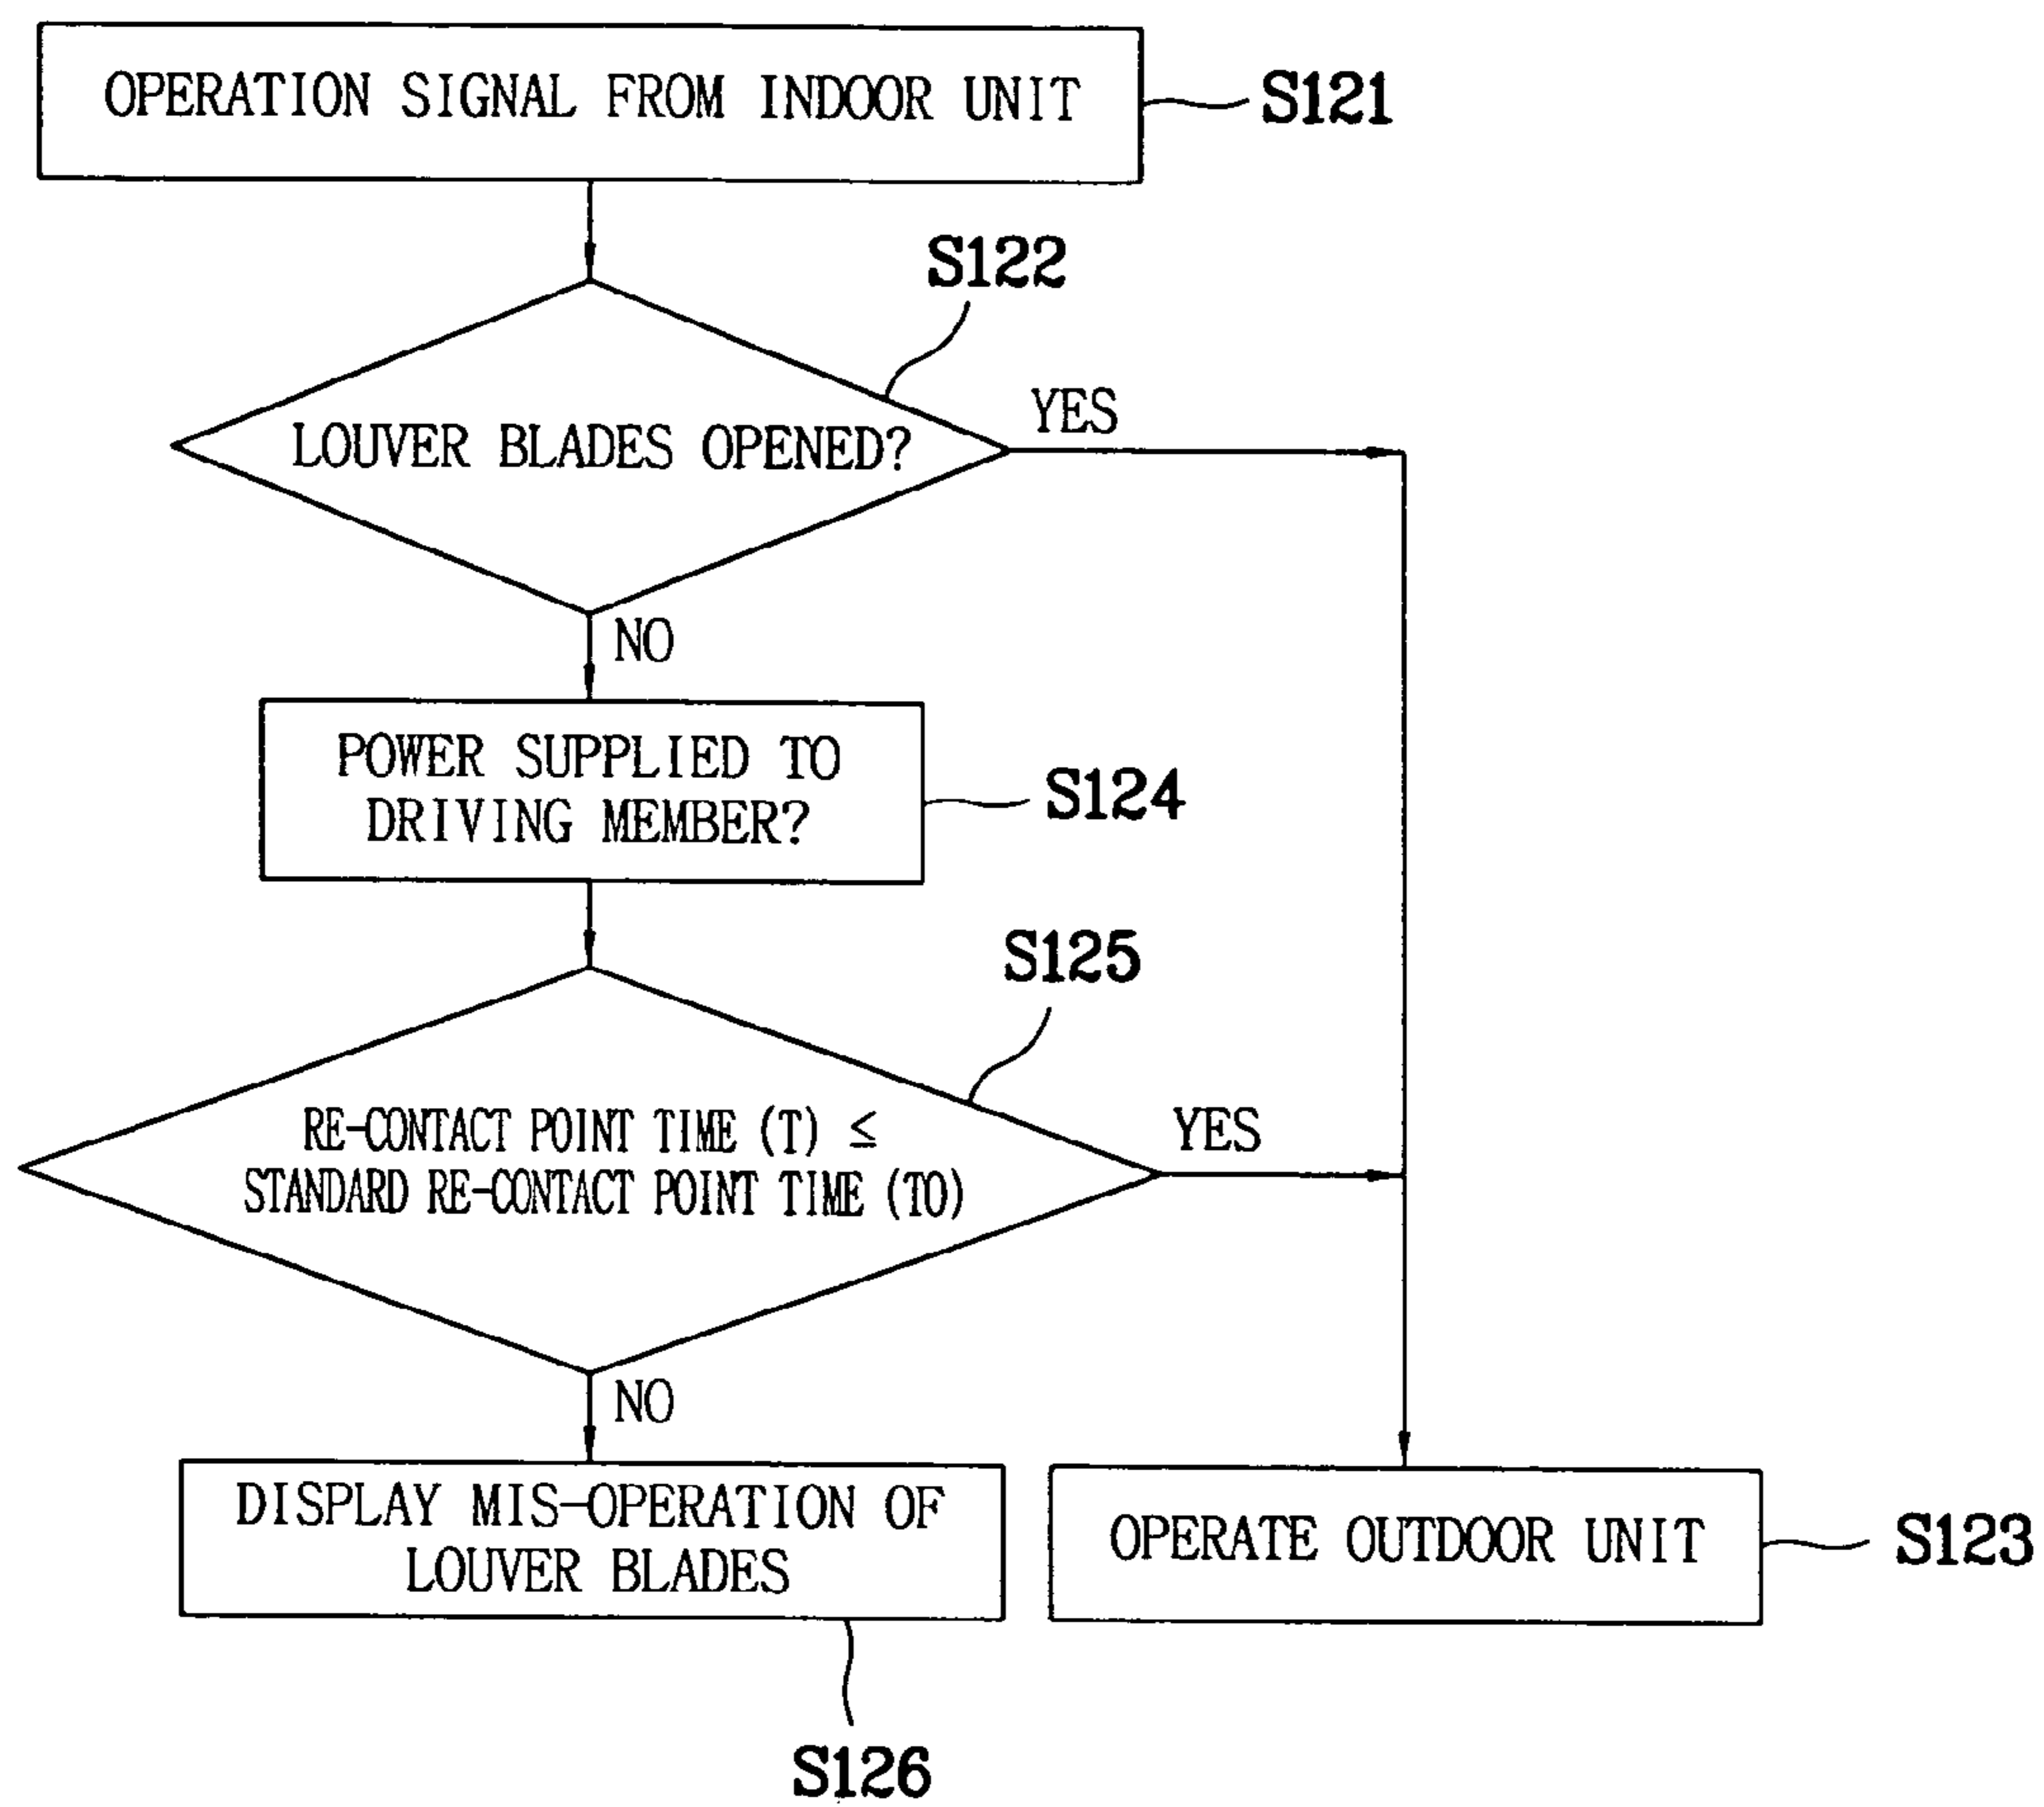 OPERATION SIGNAL FROM INDOOR UNIT
S121
S122
LOUVER BLADES OPENED?
YES
NO
POWER SUPPLIED TO
DRIVING MEMBER?
S124
S125
RE-CONTACT POINT TIME (T) ≤
STANDARD RE-CONTACT POINT TIME (TO)
YES
NO
DISPLAY MIS-OPERATION OF
LOUVER BLADES
S126
OPERATE OUTDOOR UNIT
S123